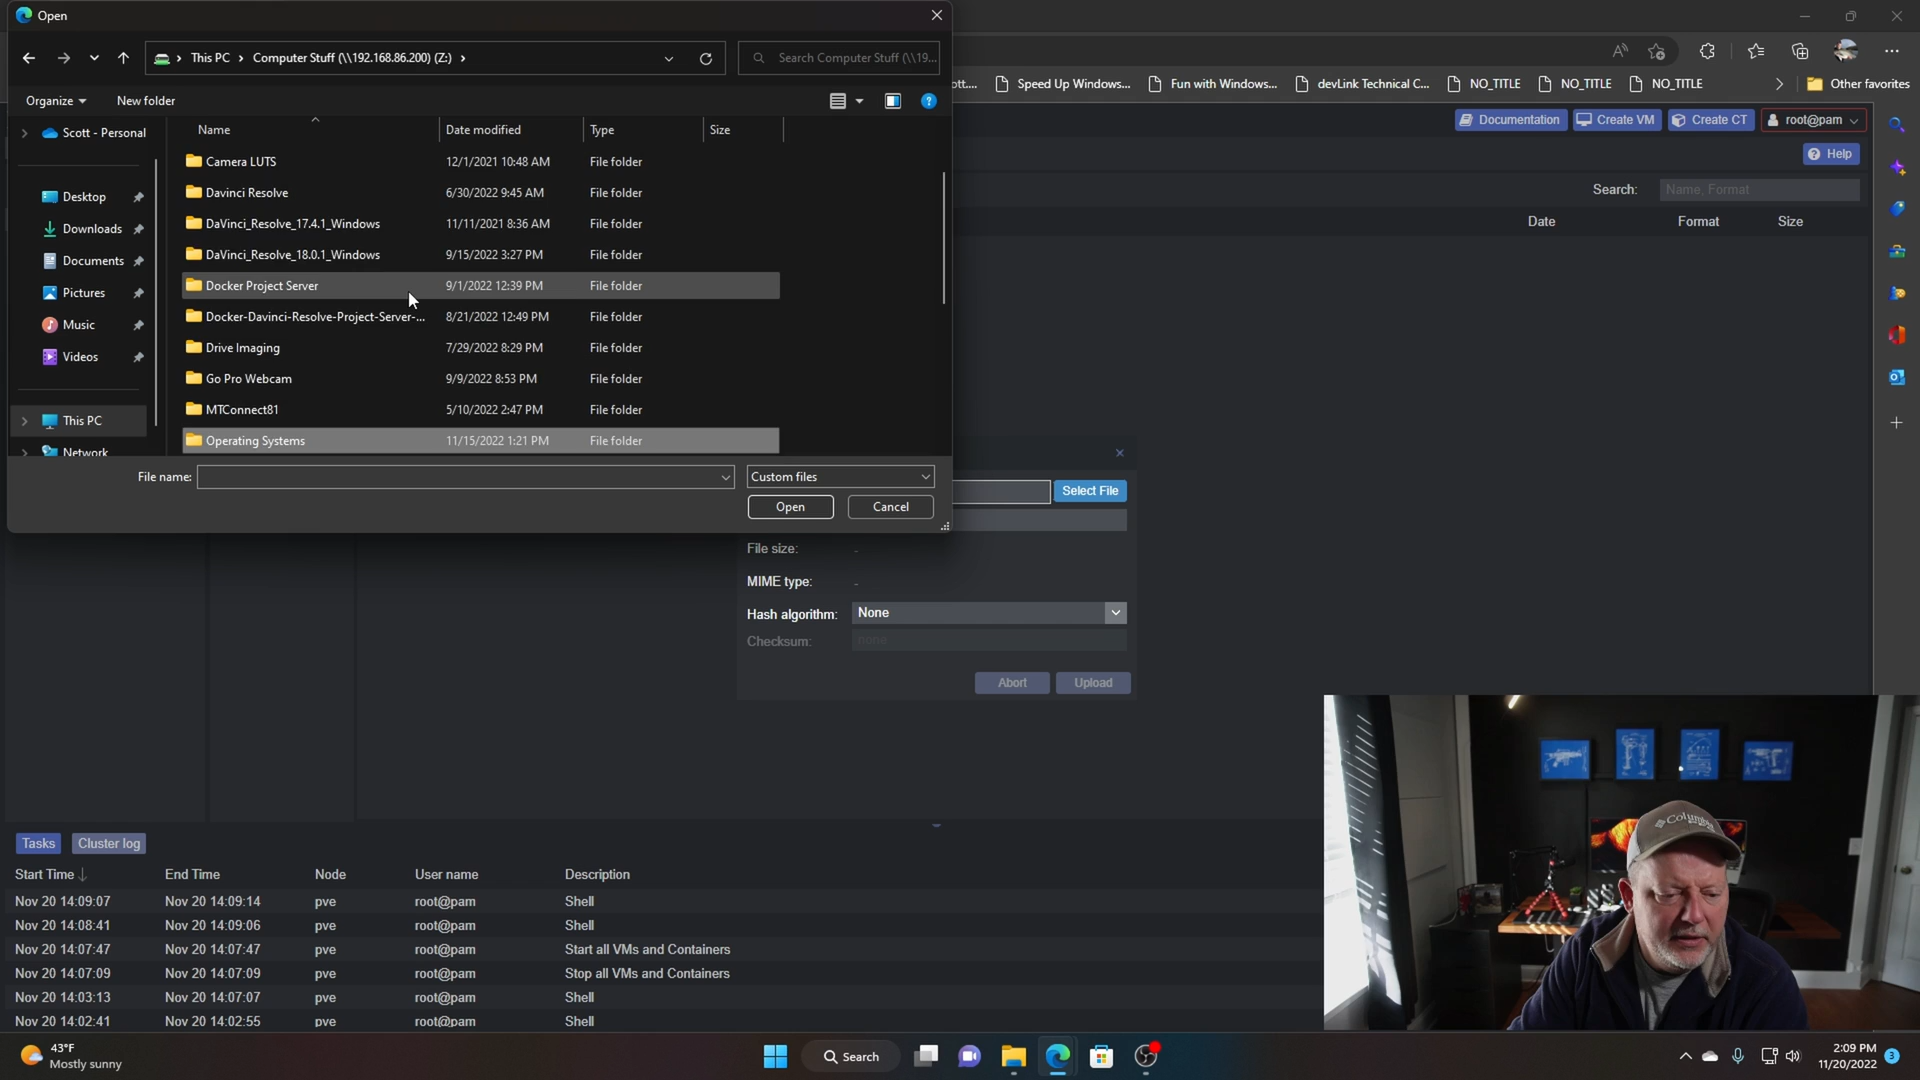 Open
This PC > Computer Stuff (\\192.168.86.200) (Z:) >
Search Computer Stuff (\\19...
Organize
New folder
ott...
Speed Up Windows...
Fun with Windows...
devLink Technical C...
NO_TITLE
NO_TITLE
NO_TITLE
Other favorites
Documentation
Create VM
Create CT
root@pam
Help
Search:
Name, Format
Date
Format
Size
Scott - Personal
Desktop
Downloads
Documents
Pictures
Music
Videos
This PC
Network
Name
Date modified
Type
Size
Camera LUTS 12/1/2021 10:48 AM File folder
Davinci Resolve 6/30/2022 9:45 AM File folder
DaVinci_Resolve_17.4.1_Windows 11/11/2021 8:36 AM File folder
DaVinci_Resolve_18.0.1_Windows 9/15/2022 3:27 PM File folder
Docker Project Server 9/1/2022 12:39 PM File folder
Docker-Davinci-Resolve-Project-Server-... 8/21/2022 12:49 PM File folder
Drive Imaging 7/29/2022 8:29 PM File folder
Go Pro Webcam 9/9/2022 8:53 PM File folder
MTConnect81 5/10/2022 2:47 PM File folder
Operating Systems 11/15/2022 1:21 PM File folder
File name:
Custom files
Open
Cancel
Select File
File size: -
MIME type: -
Hash algorithm: None
Checksum: none
Abort
Upload
Tasks
Cluster log
Start Time End Time Node User name Description
Nov 20 14:09:07 Nov 20 14:09:14 pve root@pam Shell
Nov 20 14:08:41 Nov 20 14:09:06 pve root@pam Shell
Nov 20 14:07:47 Nov 20 14:07:47 pve root@pam Start all VMs and Containers
Nov 20 14:07:09 Nov 20 14:07:09 pve root@pam Stop all VMs and Containers
Nov 20 14:03:13 Nov 20 14:07:07 pve root@pam Shell
Nov 20 14:02:41 Nov 20 14:02:55 pve root@pam Shell
Columbia
43°F
Mostly sunny
Search
2:09 PM
11/20/2022
3